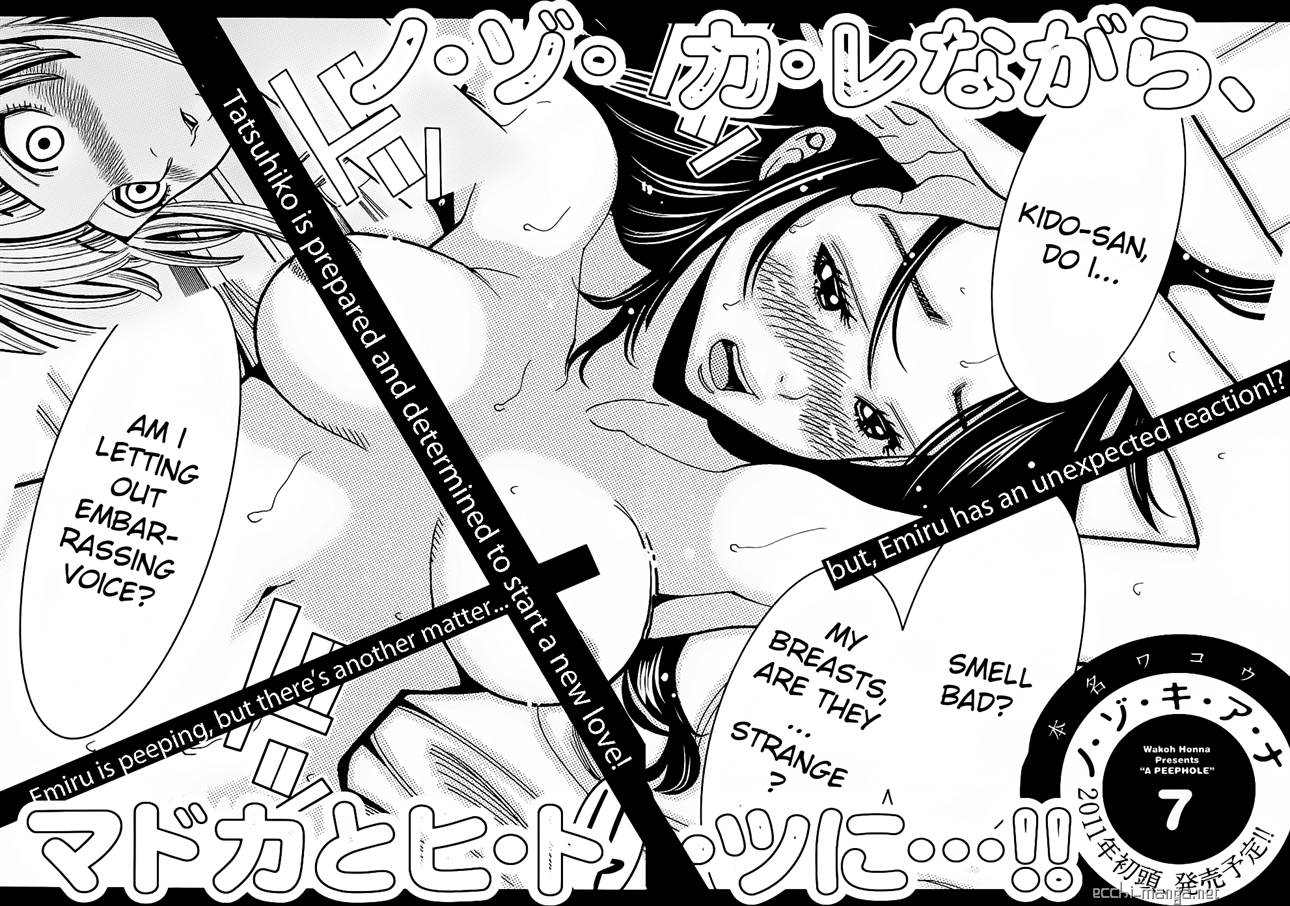 ノ・ゾ・カ・レながら、
KIDO-SAN,
DO I...
Tatsuhiko is prepared and determined to start a new love!
but, Emiru has an unexpected reaction!?
AM I
LETTING
OUT
EMBAR-
RASSING
VOICE?
SMELL
BAD?
MY
BREASTS,
ARE THEY
...
STRANGE
?
Emiru is peeping, but there's another matter...
マドカとヒ・ト・ツに…!!
本名ワコウ
ノ・ゾ・キ・ア・ナ
Wakoh Honna
Presents
"A PEEPHOLE"
7
2011年初頭 発売予定!!
ecchi-manga.net